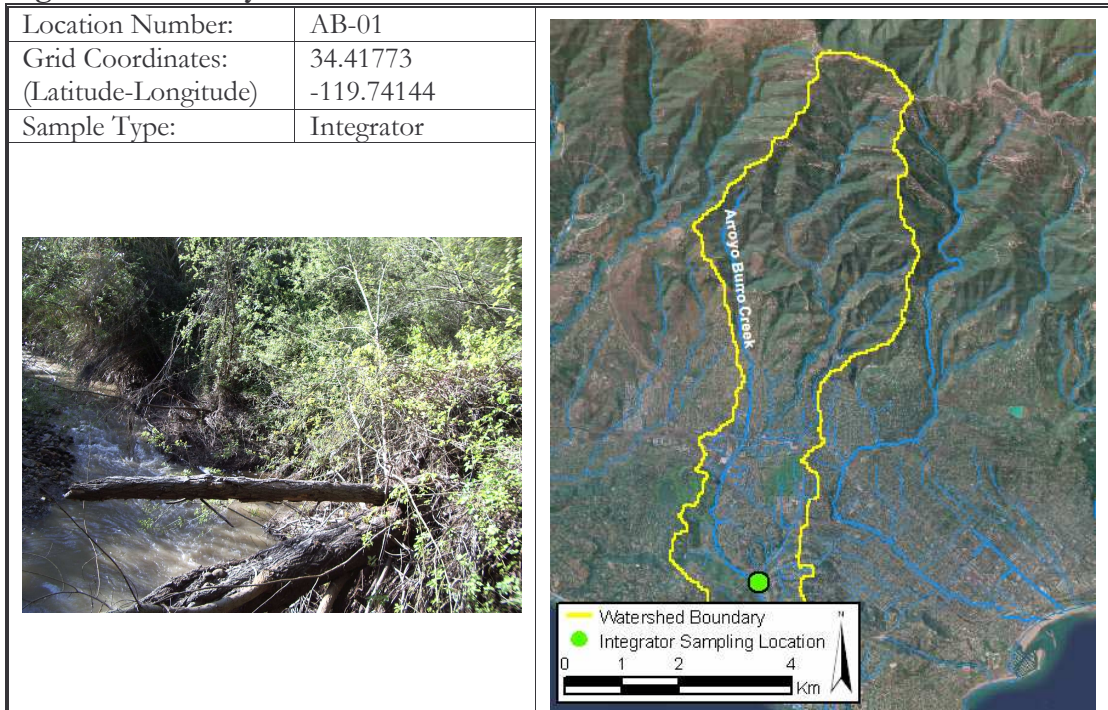 Location Number: AB-01
Grid Coordinates: 34.41773
(Latitude-Longitude) -119.74144
Sample Type: Integrator
Arroyo Burro Creek
Watershed Boundary
Integrator Sampling Location
N
0 1 2 4
Km